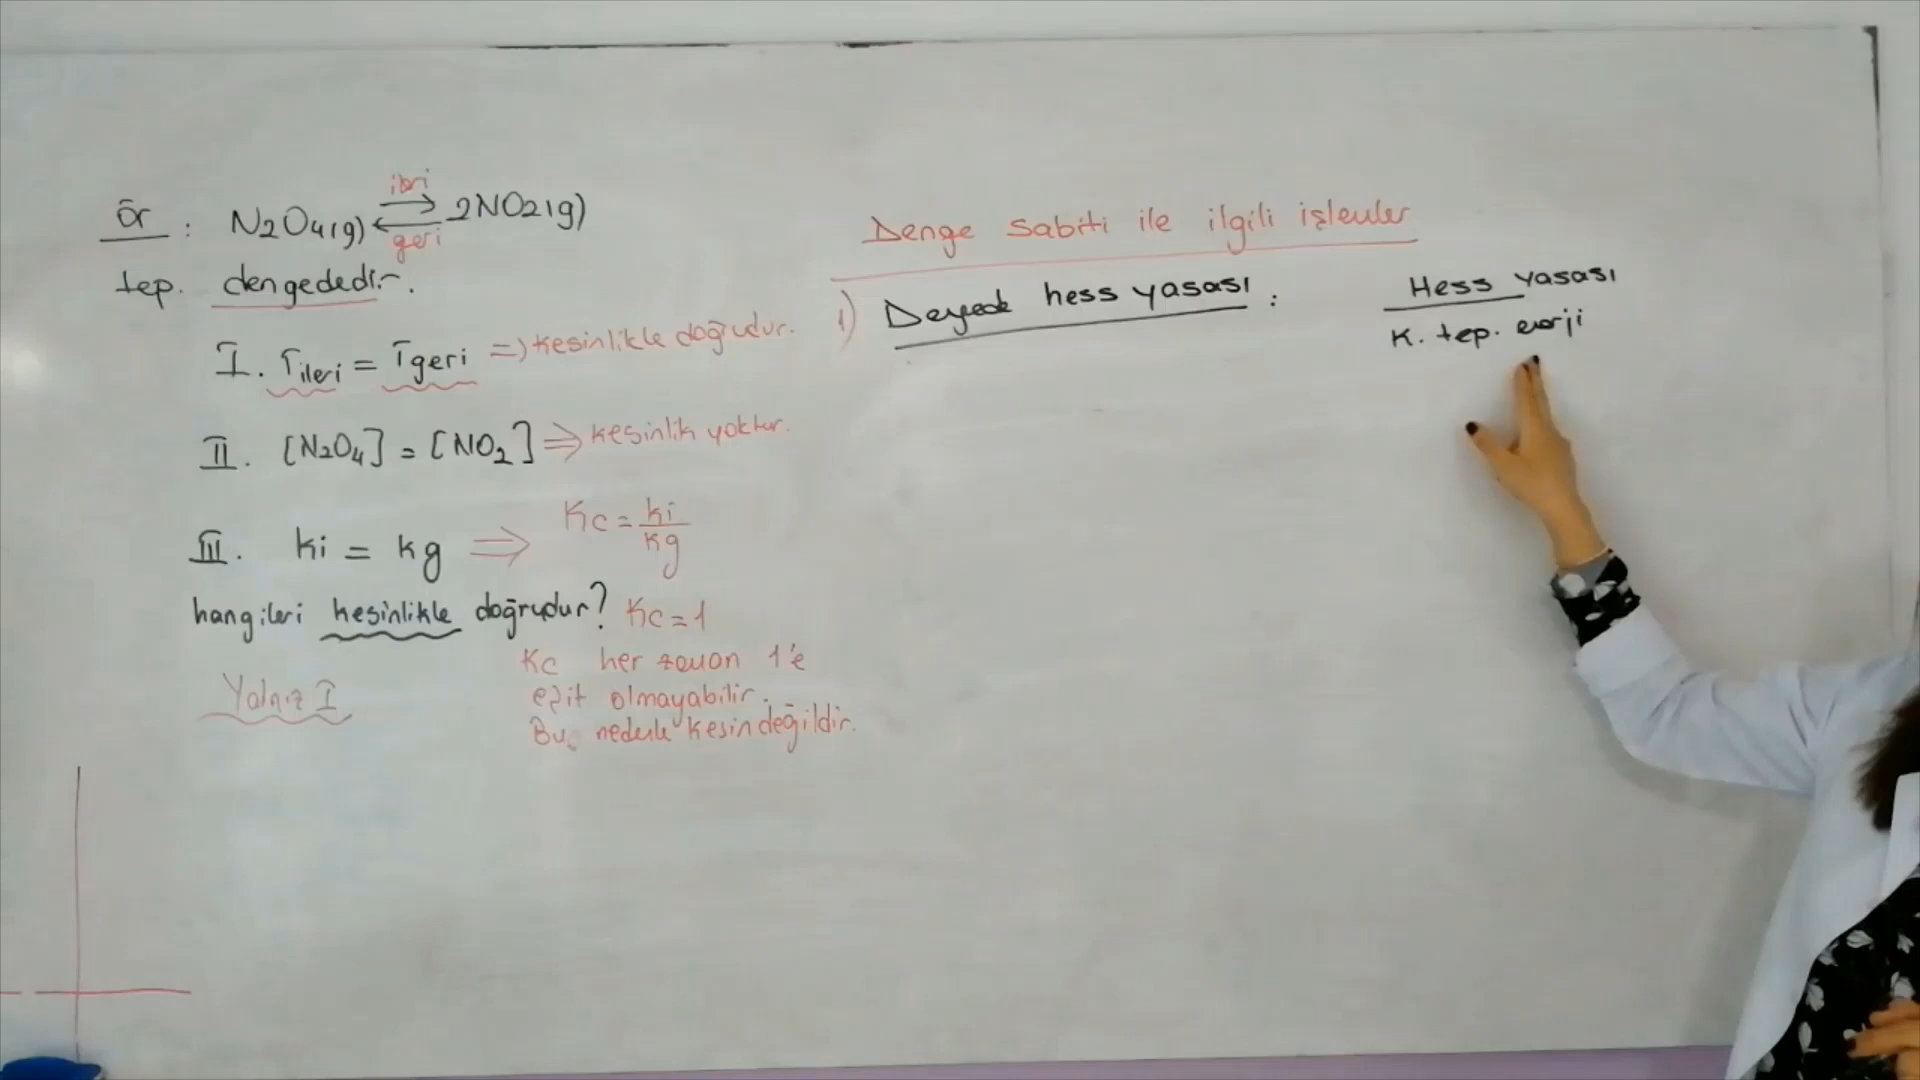 ör : N2O4(g) ⇄ 2NO2(g)
ileri
geri
tep. dengededir.
I. rileri = rgeri => kesinlikle doğrudur.
II. [N2O4] = [NO2] => kesinlik yoktur.
III. ki = kg => Kc = ki/kg
hangileri kesinlikle doğrudur? Kc = 1
Yalnız I
Kc her zaman 1'e
eşit olmayabilir.
Bu nedenle kesin değildir.
Denge sabiti ile ilgili işlemler
1) Dengede hess yasası :
Hess yasası
K. tep. enerji